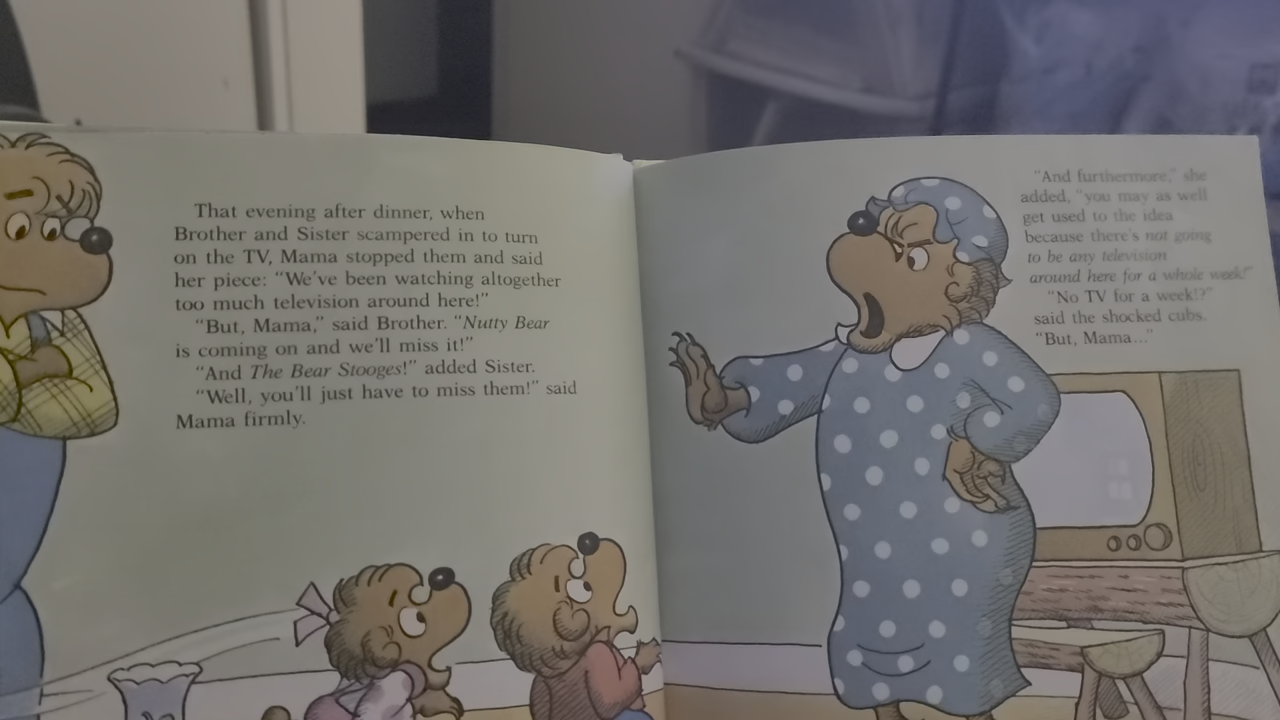 That evening after dinner, when
Brother and Sister scampered in to turn
on the TV, Mama stopped them and said
her piece: “We’ve been watching altogether
too much television around here!”
“But, Mama,” said Brother. “Nutty Bear
is coming on and we’ll miss it!”
“And The Bear Stooges!” added Sister.
“Well, you’ll just have to miss them!” said
Mama firmly.
“And furthermore,” she
added, “you may as well
get used to the idea
because there’s not going
to be any television
around here for a whole week!”
“No TV for a week!?”
said the shocked cubs.
“But, Mama...”